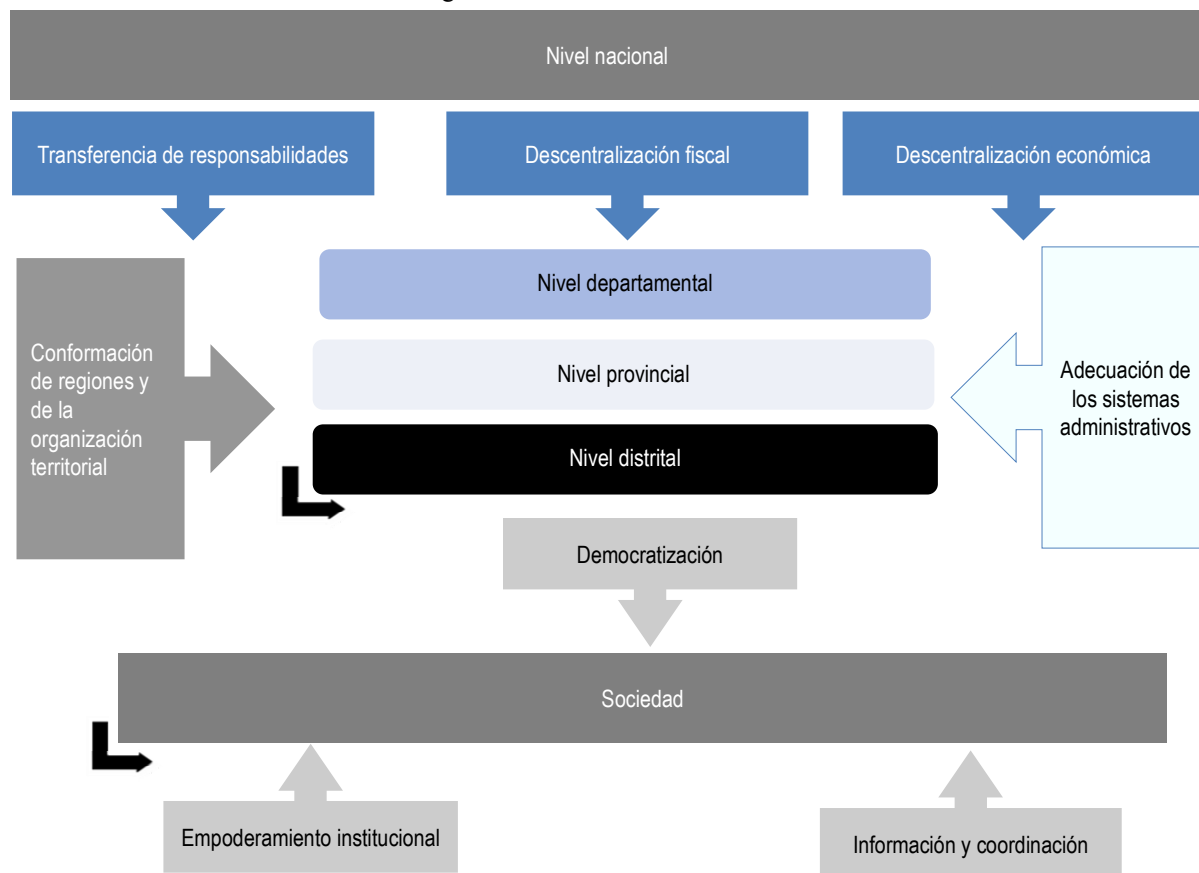 Nivel nacional
Transferencia de responsabilidades
Descentralización fiscal
Descentralización económica
Nivel departamental
Conformación
de regiones y
de la
organización
territorial
Nivel provincial
Adecuación de
los sistemas
administrativos
Nivel distrital
Democratización
Sociedad
Empoderamiento institucional
Información y coordinación